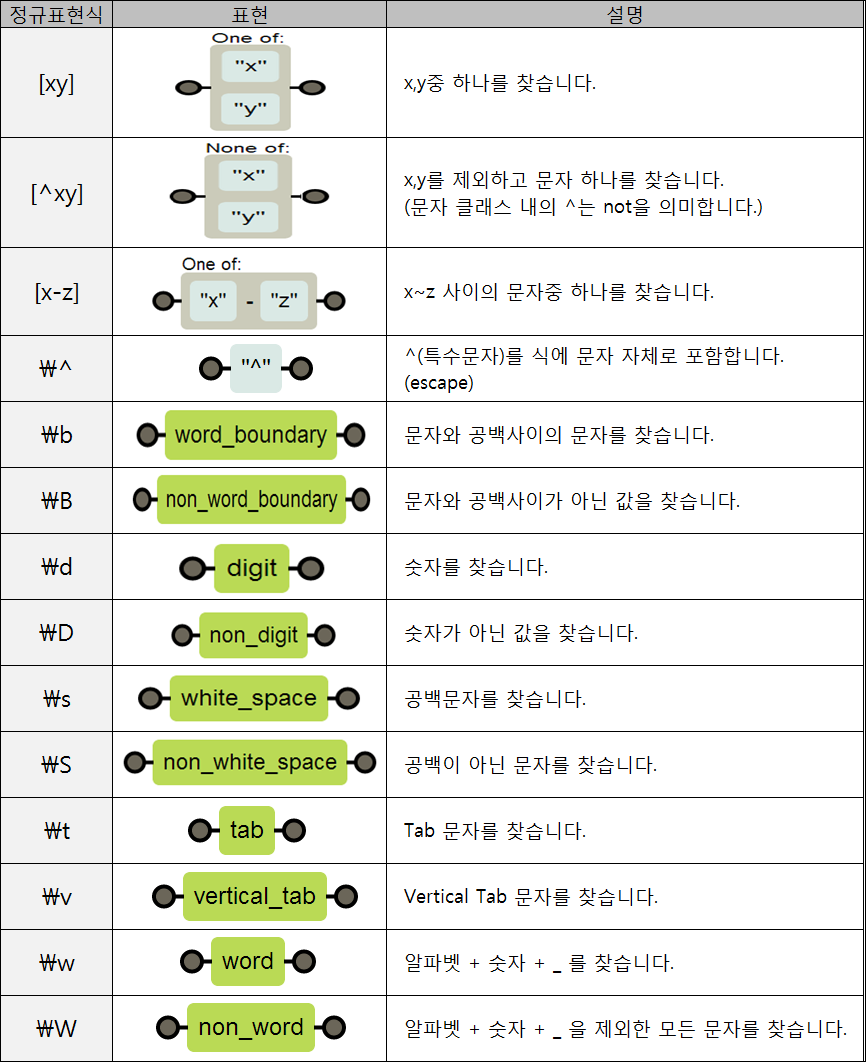 정규표현식 표현 설명
[xy]
One of:
"x"
"y"
x,y중 하나를 찾습니다.
[^xy]
None of:
"x"
"y"
x,y를 제외하고 문자 하나를 찾습니다.
(문자 클래스 내의 ^는 not을 의미합니다.)
[x-z]
One of:
"x" - "z"
x~z 사이의 문자중 하나를 찾습니다.
₩^
"^"
^(특수문자)를 식에 문자 자체로 포함합니다.
(escape)
₩b word_boundary 문자와 공백사이의 문자를 찾습니다.
₩B non_word_boundary 문자와 공백사이가 아닌 값을 찾습니다.
₩d digit 숫자를 찾습니다.
₩D non_digit 숫자가 아닌 값을 찾습니다.
₩s white_space 공백문자를 찾습니다.
₩S non_white_space 공백이 아닌 문자를 찾습니다.
₩t tab Tab 문자를 찾습니다.
₩v vertical_tab Vertical Tab 문자를 찾습니다.
₩w word 알파벳 + 숫자 + _ 를 찾습니다.
₩W non_word 알파벳 + 숫자 + _ 을 제외한 모든 문자를 찾습니다.